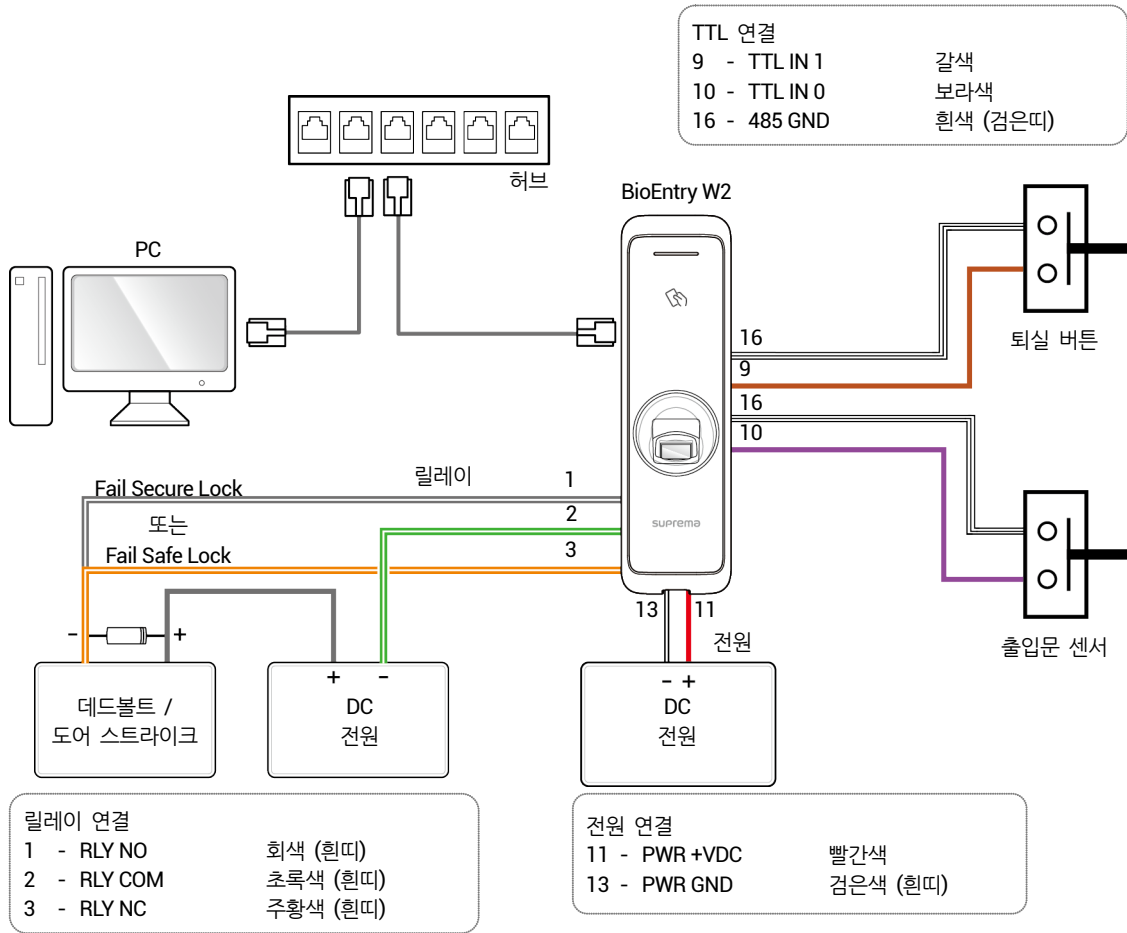 TTL 연결
9 - TTL IN 1 갈색
10 - TTL IN 0 보라색
16 - 485 GND 흰색 (검은띠)
허브
BioEntry W2
PC
16
9
퇴실 버튼
16
10
릴레이
1
Fail Secure Lock
2
또는
3
Fail Safe Lock
suprema
13
11
전원
출입문 센서
- +
+ -
- +
데드볼트 /
도어 스트라이크
DC
전원
DC
전원
릴레이 연결
1 - RLY NO 회색 (흰띠)
2 - RLY COM 초록색 (흰띠)
3 - RLY NC 주황색 (흰띠)
전원 연결
11 - PWR +VDC 빨간색
13 - PWR GND 검은색 (흰띠)